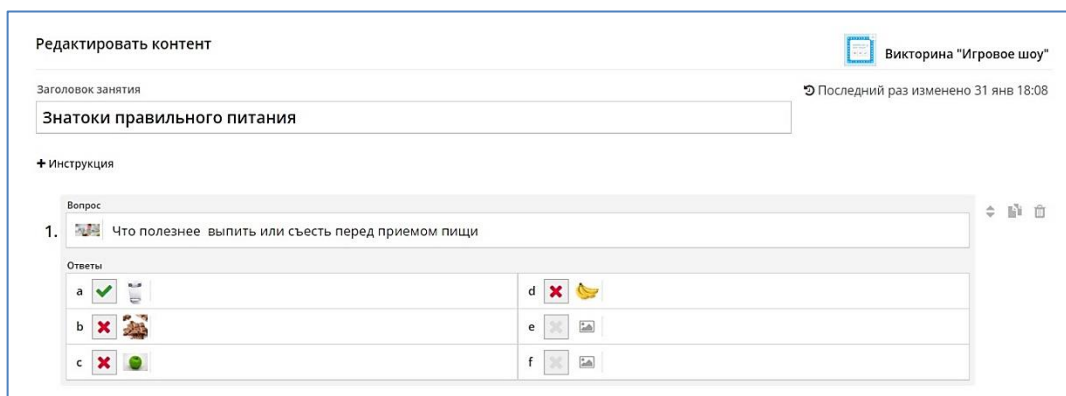 Редактировать контент
Викторина "Игровое шоу"
Заголовок занятия
Последний раз изменено 31 янв 18:08
Знатоки правильного питания
+ Инструкция
Вопрос
1. Что полезнее выпить или съесть перед приемом пищи
Ответы
a
d
b
e
c
f